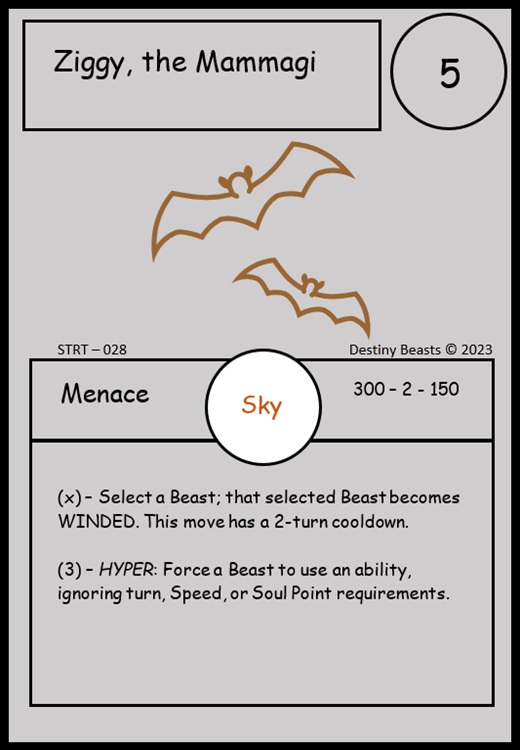 Ziggy, the Mammagi
5
STRT – 028
Destiny Beasts © 2023
Menace
Sky
300 – 2 - 150
(x) – Select a Beast; that selected Beast becomes
WINDED. This move has a 2-turn cooldown.
(3) – HYPER: Force a Beast to use an ability,
ignoring turn, Speed, or Soul Point requirements.